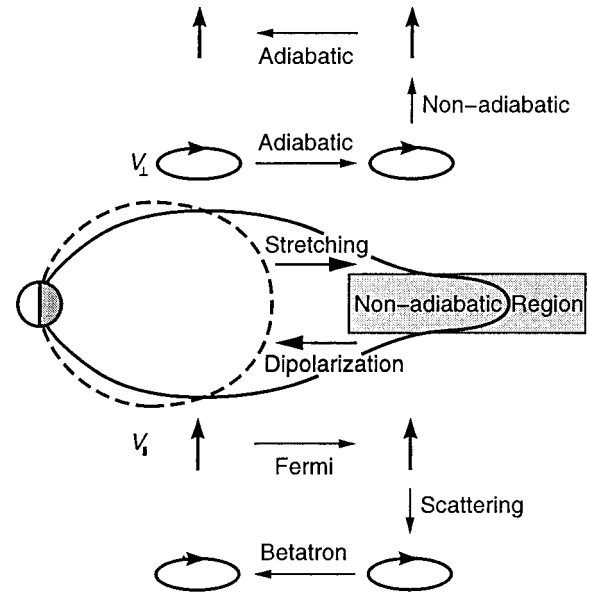 Adiabatic
Non-adiabatic
V⊥
Adiabatic
Stretching
Non-adiabatic Region
Dipolarization
V∥
Fermi
Scattering
Betatron